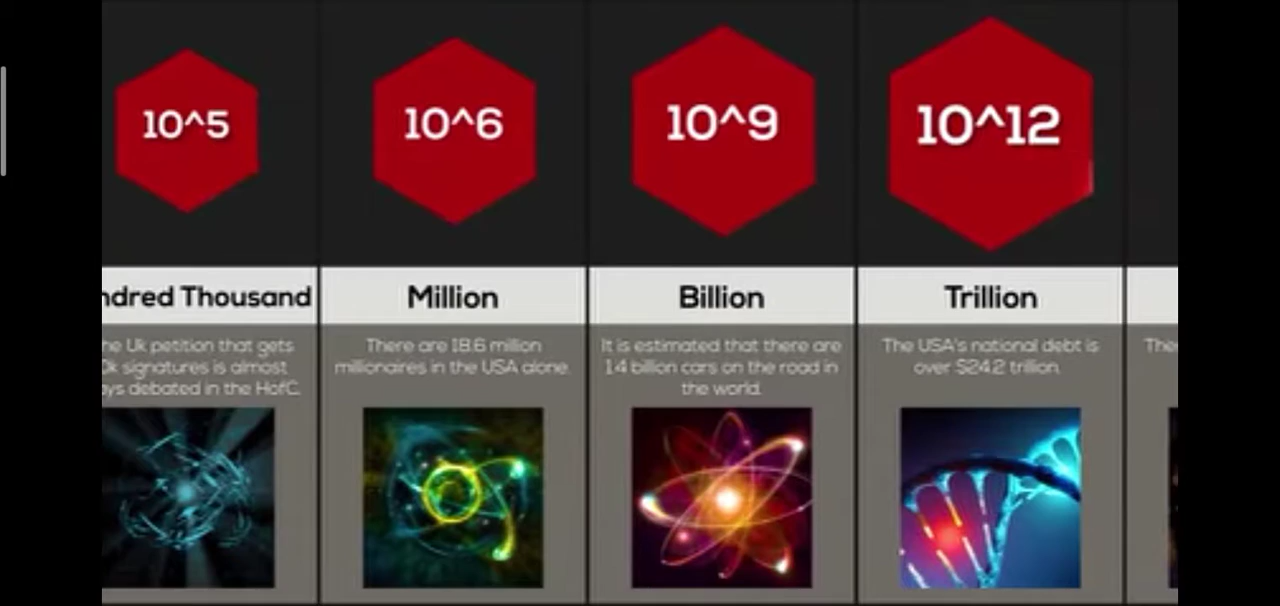 10^5
10^6
10^9
10^12
ndred Thousand
Million
Billion
Trillion
he Uk petition that gets
0k signatures is almost
ays debated in the HofC.
There are 18.6 million
millionaires in the USA alone.
It is estimated that there are
1.4 billion cars on the road in
the world.
The USA's national debt is
over $24.2 trillion.
The